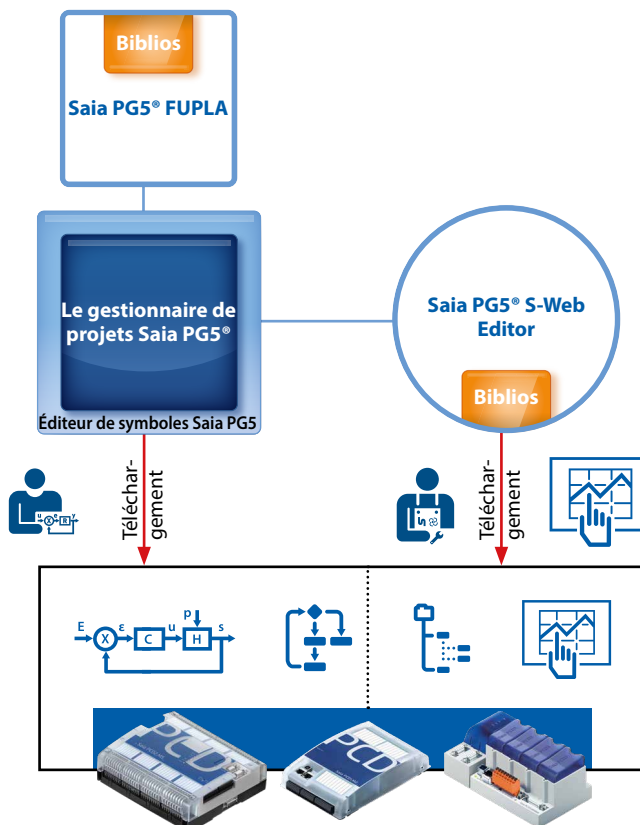 Biblios
Saia PG5® FUPLA
Le gestionnaire de
projets Saia PG5®
Éditeur de symboles Saia PG5
Saia PG5® S-Web
Editor
Biblios
Téléchar-
gement
Téléchar-
gement
u e y
X R
E ε u p s
X C H
PCD
PCD